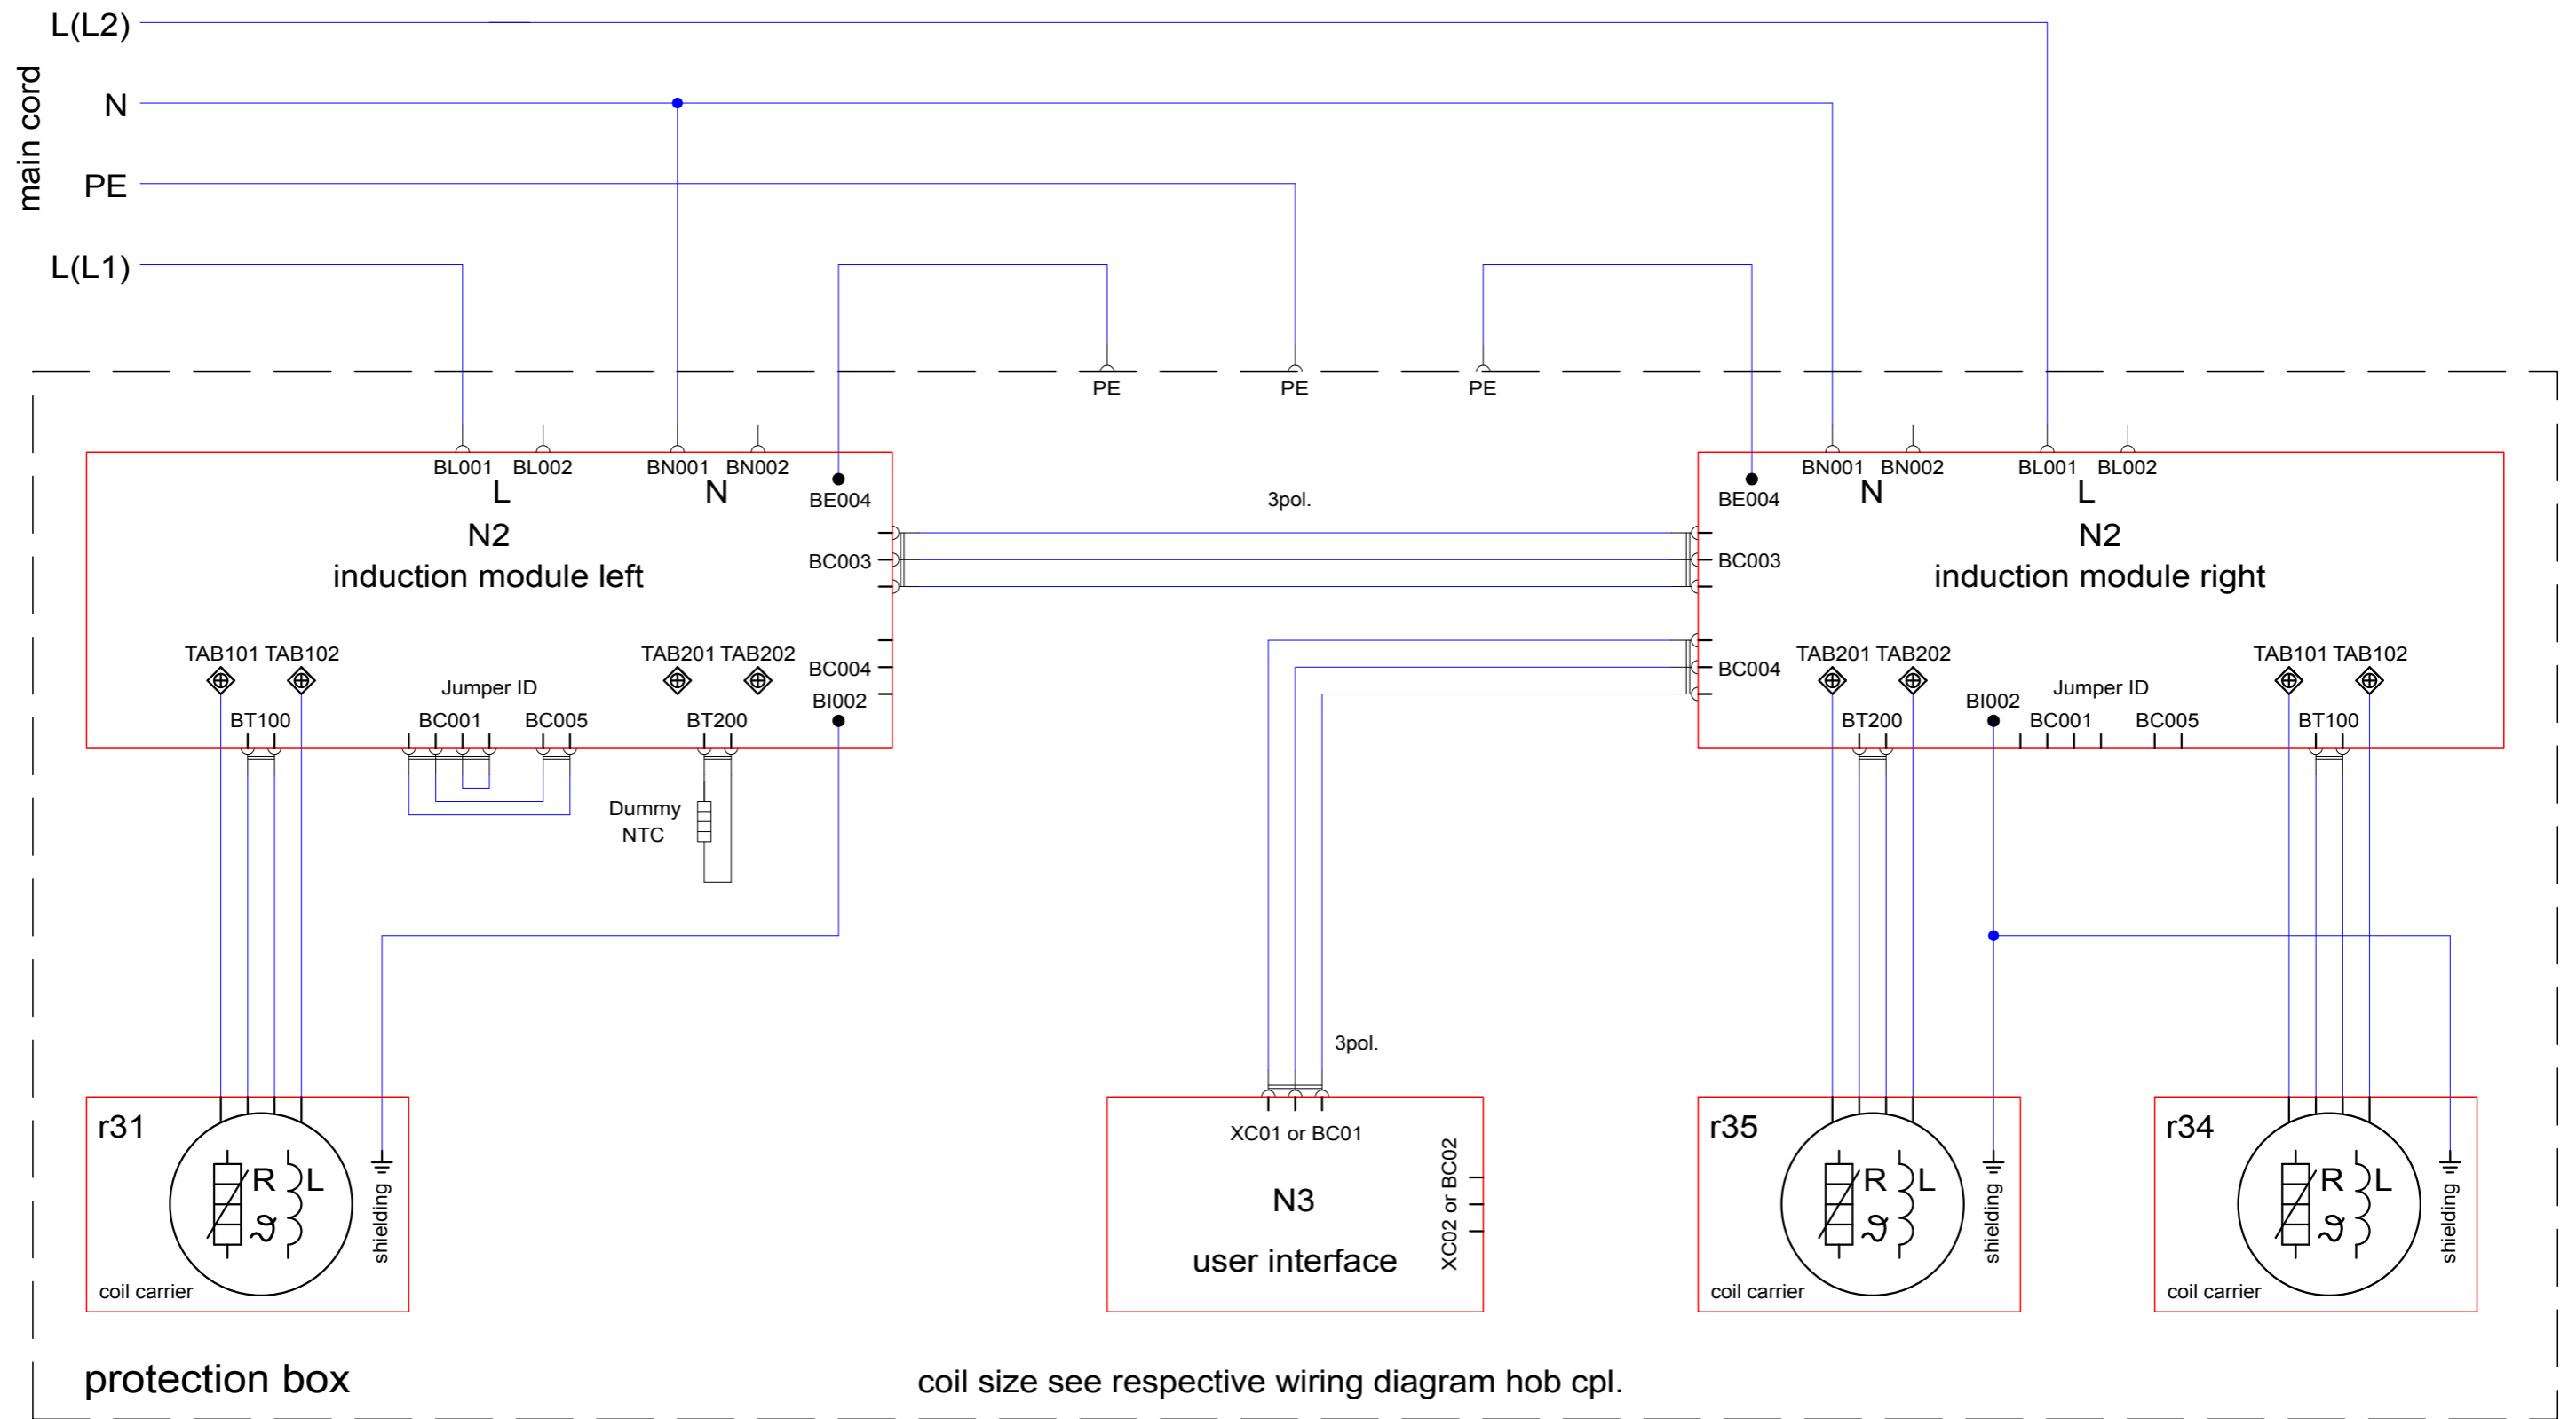 L(L2)
main cord
N
PE
L(L1)
PE PE PE
BL001 BL002 BN001 BN002
L N
BE004
N2
induction module left
BC003
3pol.
BN001 BN002 BL001 BL002
BE004 N L
N2
BC003
induction module right
TAB101 TAB102
TAB201 TAB202
BC004
Jumper ID
BI002
BT100 BC001 BC005 BT200
Dummy
NTC
BC004
TAB201 TAB202
TAB101 TAB102
BI002
Jumper ID
BT200 BC001 BC005 BT100
3pol.
r31
R L
ϑ
shielding
coil carrier
XC01 or BC01
N3
user interface
XC02 or BC02
r35
R L
ϑ
shielding
coil carrier
r34
R L
ϑ
shielding
coil carrier
protection box
coil size see respective wiring diagram hob cpl.